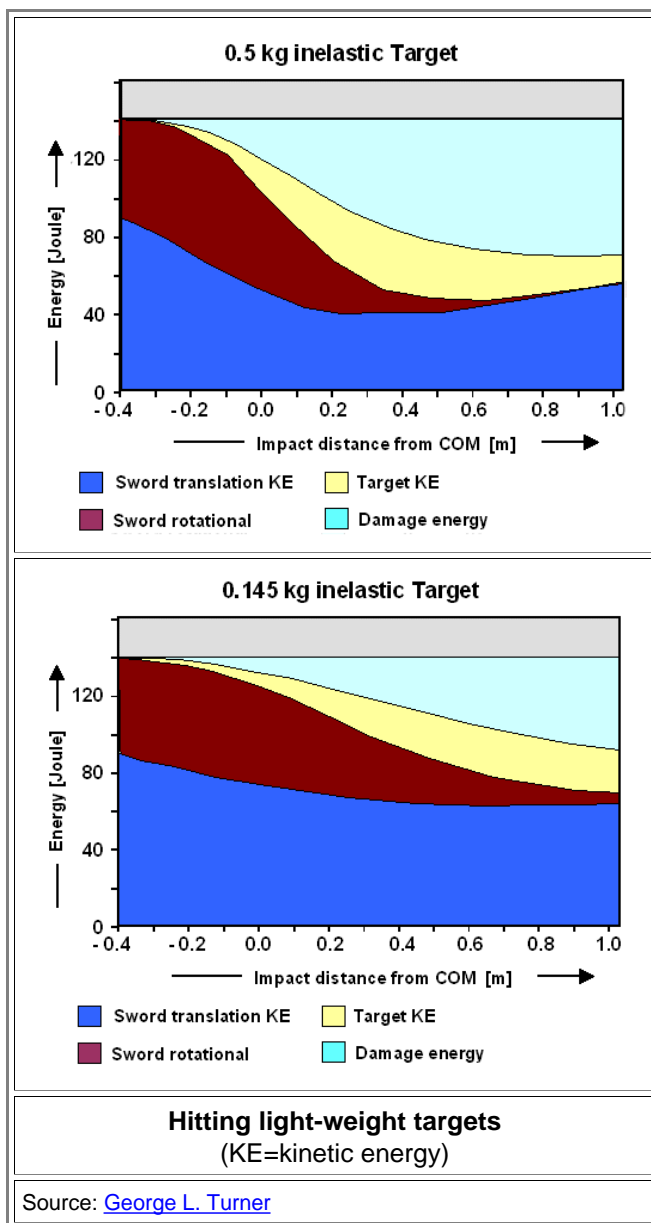 0.5 kg inelastic Target
Energy [Joule]
120
80
40
0
- 0.4 - 0.2 0.0 0.2 0.4 0.6 0.8 1.0
Impact distance from COM [m]
Sword translation KE Target KE
Sword rotational Damage energy
0.145 kg inelastic Target
Energy [Joule]
120
80
40
0
- 0.4 - 0.2 0.0 0.2 0.4 0.6 0.8 1.0
Impact distance from COM [m]
Sword translation KE Target KE
Sword rotational Damage energy
Hitting light-weight targets
(KE=kinetic energy)
Source: George L. Turner